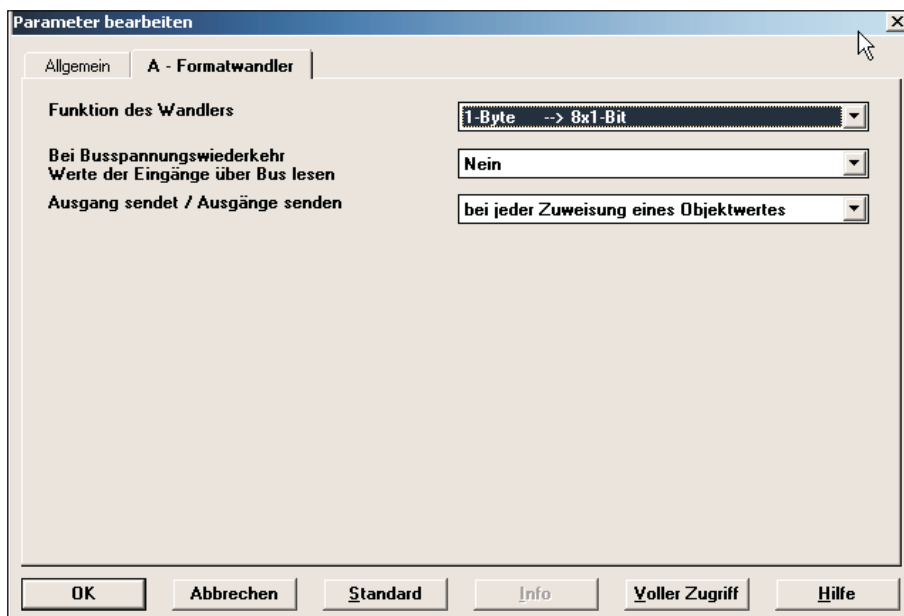 Parameter bearbeiten
Allgemein
A - Formatwandler
Funktion des Wandlers
1-Byte --> 8x1-Bit
Bei Busspannungswiederkehr
Werte der Eingänge über Bus lesen
Nein
Ausgang sendet / Ausgänge senden
bei jeder Zuweisung eines Objektwertes
OK
Abbrechen
Standard
Info
Voller Zugriff
Hilfe